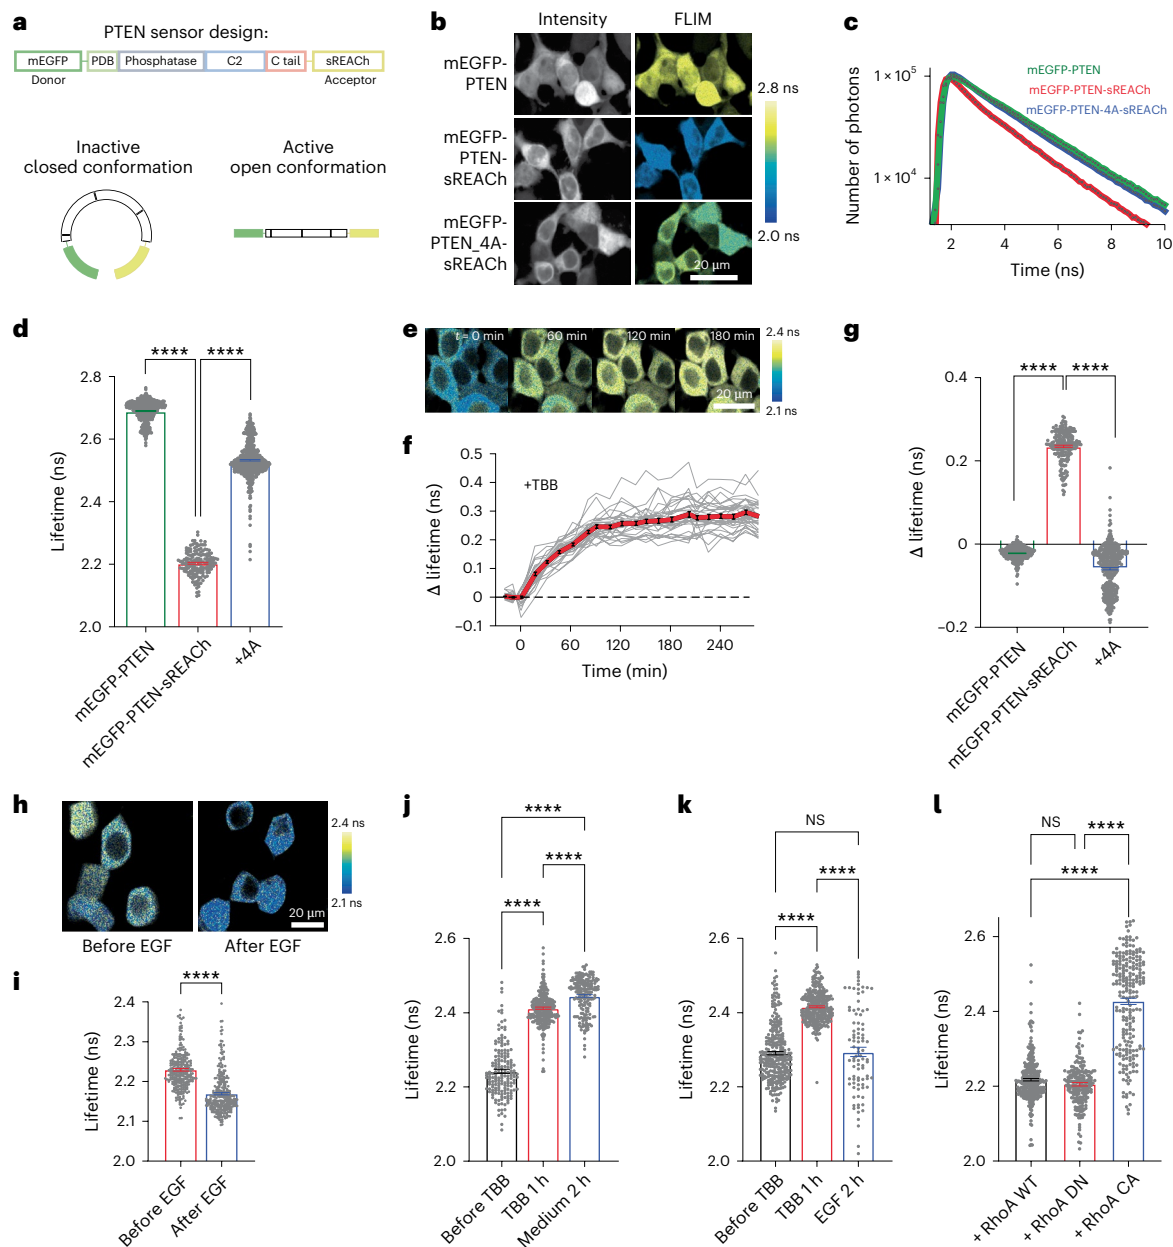 a
PTEN sensor design:
mEGFP
PDB
Phosphatase
C2
C tail
sREACh
Donor
Acceptor
Inactive
closed conformation
Active
open conformation
b
Intensity
FLIM
mEGFP-
PTEN
mEGFP-
PTEN-
sREACh
mEGFP-
PTEN_4A-
sREACh
20 µm
2.8 ns
2.0 ns
c
mEGFP-PTEN
mEGFP-PTEN-sREACh
mEGFP-PTEN-4A-sREACh
Number of photons
1 × 10⁵
1 × 10⁴
2
4
6
8
10
Time (ns)
d
****
****
Lifetime (ns)
2.8
2.6
2.4
2.2
2.0
mEGFP-PTEN
mEGFP-PTEN-sREACh
+4A
e
t = 0 min
60 min
120 min
180 min
20 µm
2.4 ns
2.1 ns
f
+TBB
Δ lifetime (ns)
0.5
0.4
0.3
0.2
0.1
0
−0.1
0
60
120
180
240
Time (min)
g
****
****
Δ lifetime (ns)
0.4
0.2
0
−0.2
mEGFP-PTEN
mEGFP-PTEN-sREACh
+4A
h
2.4 ns
2.1 ns
20 µm
Before EGF
After EGF
i
****
Lifetime (ns)
2.4
2.3
2.2
2.1
2.0
Before EGF
After EGF
j
****
****
****
Lifetime (ns)
2.6
2.4
2.2
2.0
Before TBB
TBB 1 h
Medium 2 h
k
NS
****
****
Lifetime (ns)
2.6
2.4
2.2
2.0
Before TBB
TBB 1 h
EGF 2 h
l
NS
****
****
Lifetime (ns)
2.6
2.4
2.2
2.0
+ RhoA WT
+ RhoA DN
+ RhoA CA